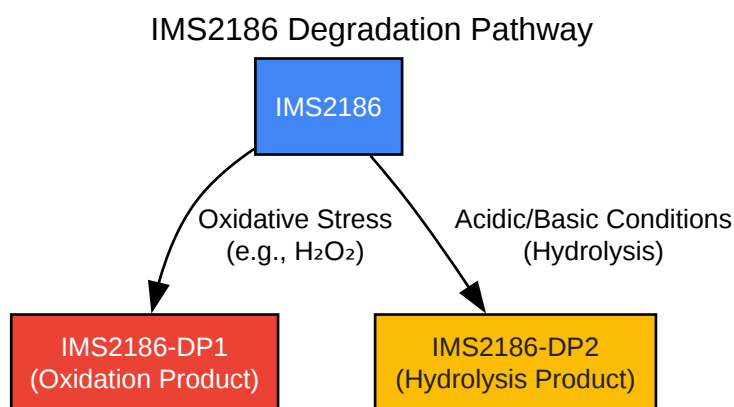 IMS2186 Degradation Pathway
IMS2186
Oxidative Stress
(e.g., H₂O₂)
Acidic/Basic Conditions
(Hydrolysis)
IMS2186-DP1
(Oxidation Product)
IMS2186-DP2
(Hydrolysis Product)